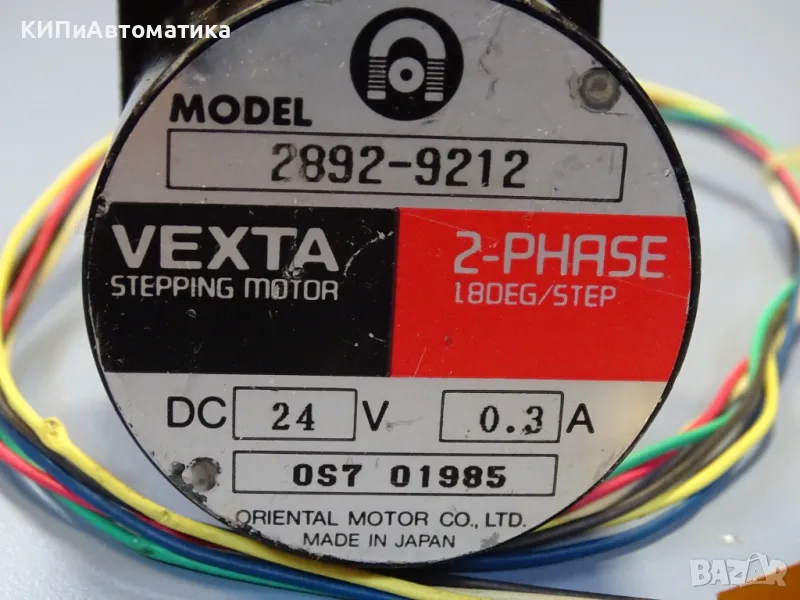 КИПиАвтоматика
MODEL
2892-9212
VEXTA
STEPPING MOTOR
2-PHASE
1.8DEG/STEP
DC 24 V 0.3 A
0S7 01985
ORIENTAL MOTOR CO., LTD.
MADE IN JAPAN
BAZAR